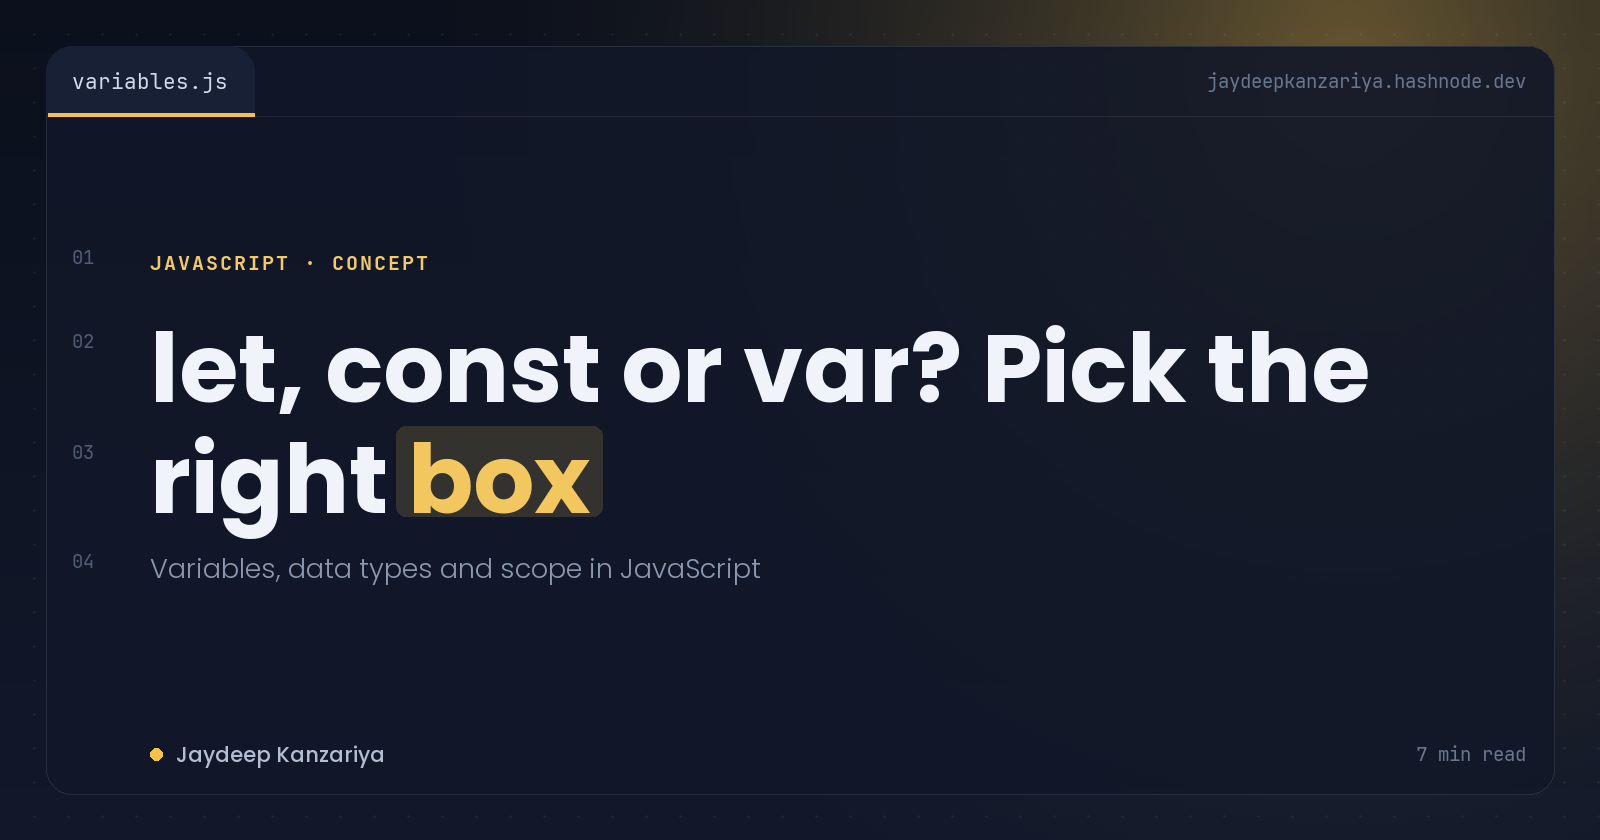 variables.js
jaydeepkanzariya.hashnode.dev
01
JAVASCRIPT · CONCEPT
02
let, const or var? Pick the
03
right box
04
Variables, data types and scope in JavaScript
Jaydeep Kanzariya
7 min read